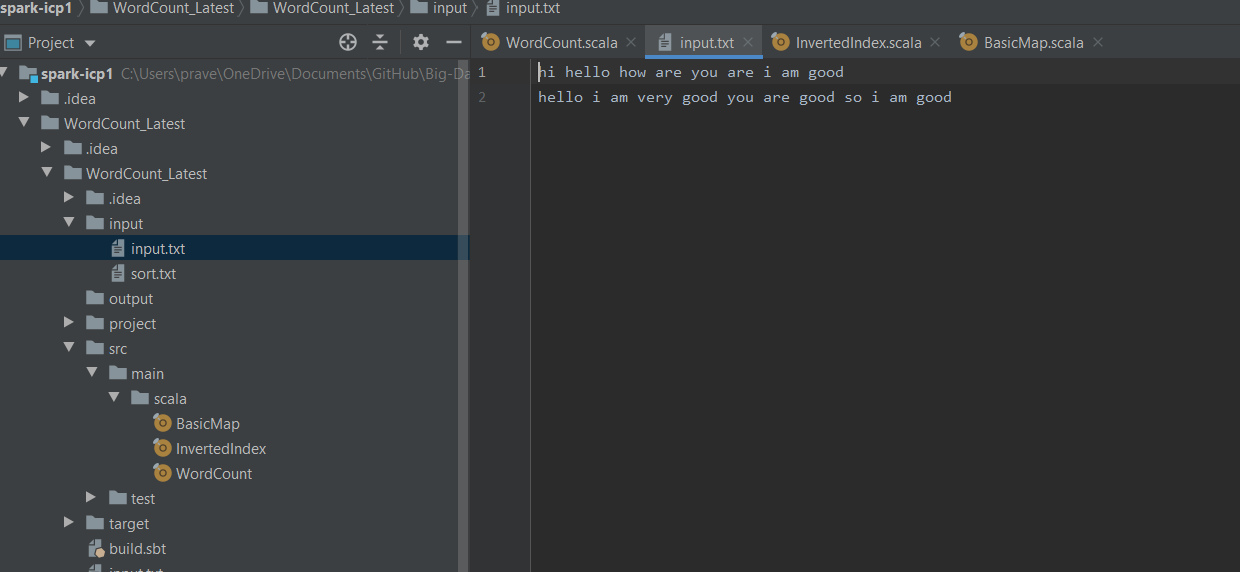 spark-icp1 WordCount_Latest WordCount_Latest input input.txt
Project
WordCount.scala input.txt InvertedIndex.scala BasicMap.scala
spark-icp1 C:\Users\prave\OneDrive\Documents\GitHub\Big-Da
.idea
WordCount_Latest
.idea
WordCount_Latest
.idea
input
input.txt
sort.txt
output
project
src
main
scala
BasicMap
InvertedIndex
WordCount
test
target
build.sbt
input.txt
1 hi hello how are you are i am good
2 hello i am very good you are good so i am good